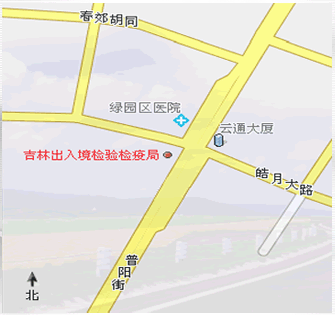 春郊胡同
绿园区医院
云通大厦
吉林出入境检验检疫局
皓月大路
普阳街
北